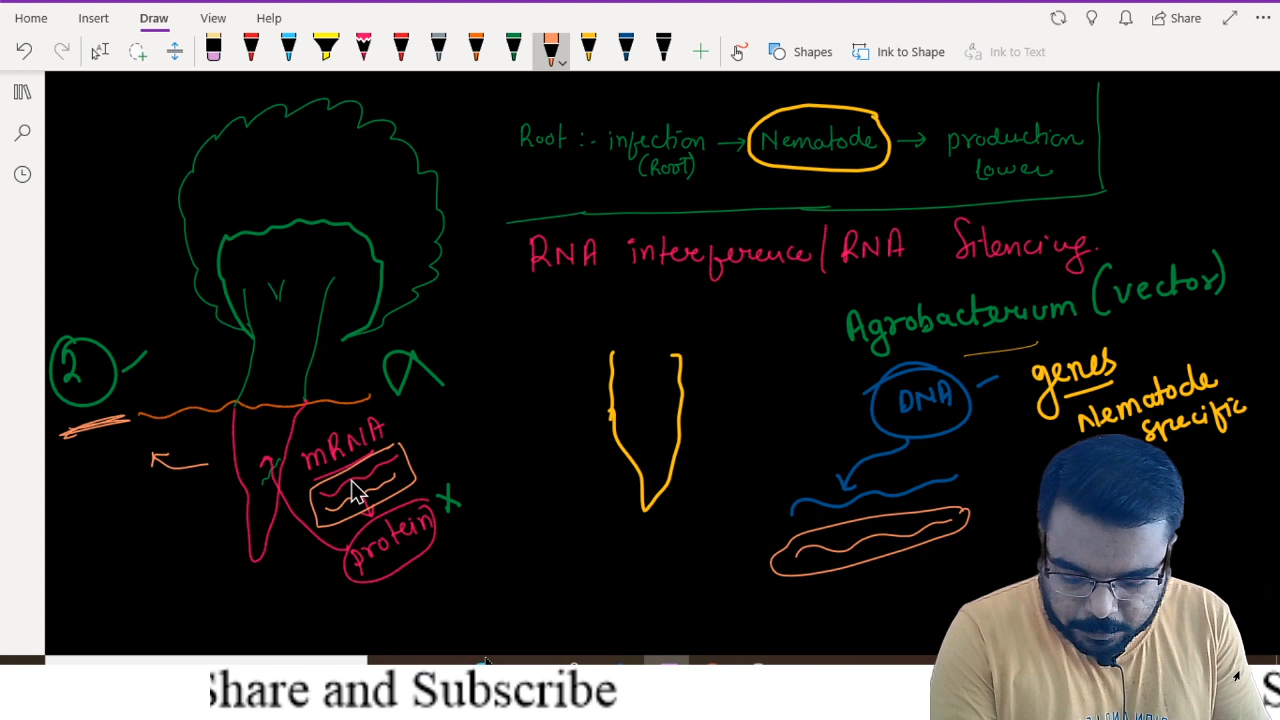 Home Insert Draw View Help Share
Shapes Ink to Shape Ink to Text
Root :- infection → Nematode → production
(Root) Lower
RNA interference/RNA Silencing.
Agrobacterium (vector)
2
DNA
genes
Nematode
specific
mRNA
protein
Share and Subscribe